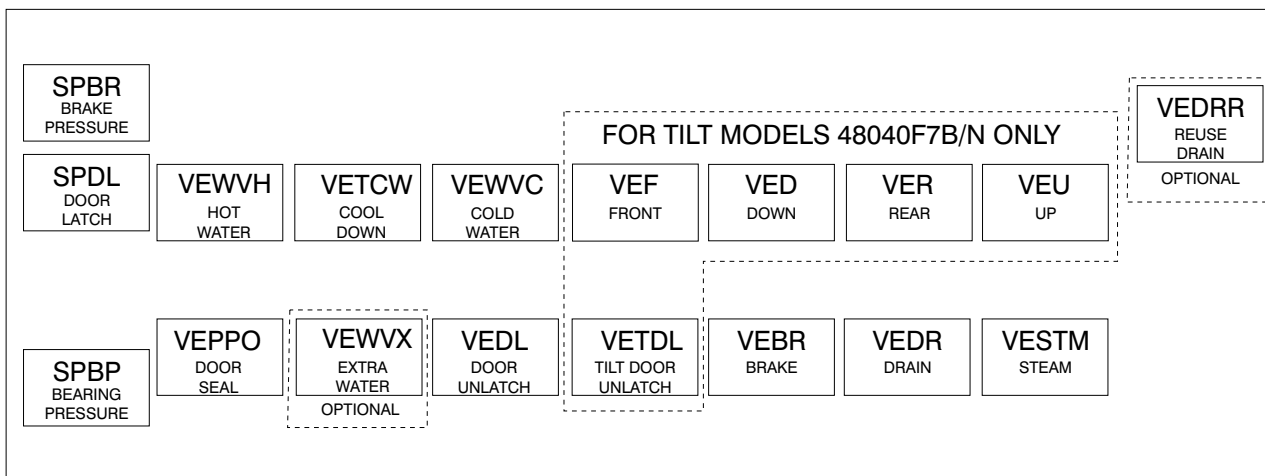 SPBR
BRAKE
PRESSURE
SPDL
DOOR
LATCH
VEWVH
HOT
WATER
VETCW
COOL
DOWN
VEWVC
COLD
WATER
FOR TILT MODELS 48040F7B/N ONLY
VEF
FRONT
VED
DOWN
VER
REAR
VEU
UP
VEDRR
REUSE
DRAIN
OPTIONAL
SPBP
BEARING
PRESSURE
VEPPO
DOOR
SEAL
VEWVX
EXTRA
WATER
OPTIONAL
VEDL
DOOR
UNLATCH
VETDL
TILT DOOR
UNLATCH
VEBR
BRAKE
VEDR
DRAIN
VESTM
STEAM